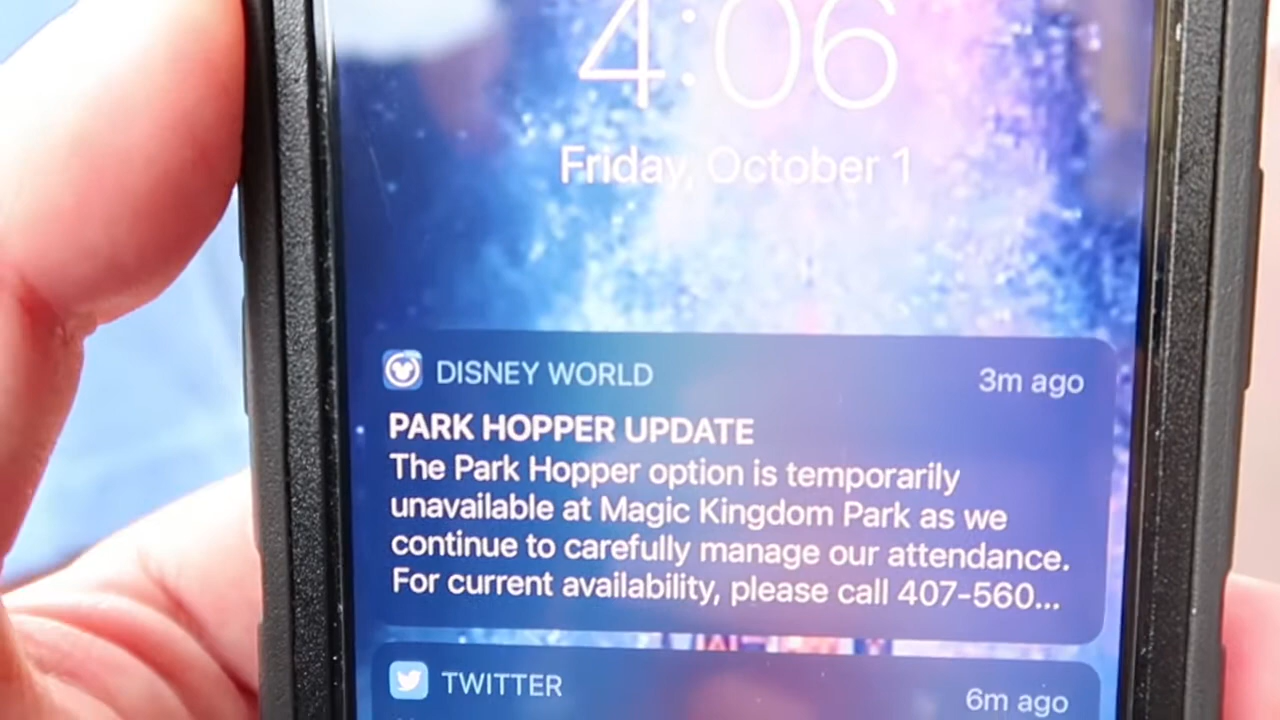 4:06
Friday, October 1
DISNEY WORLD
3m ago
PARK HOPPER UPDATE
The Park Hopper option is temporarily
unavailable at Magic Kingdom Park as we
continue to carefully manage our attendance.
For current availability, please call 407-560...
TWITTER
6m ago